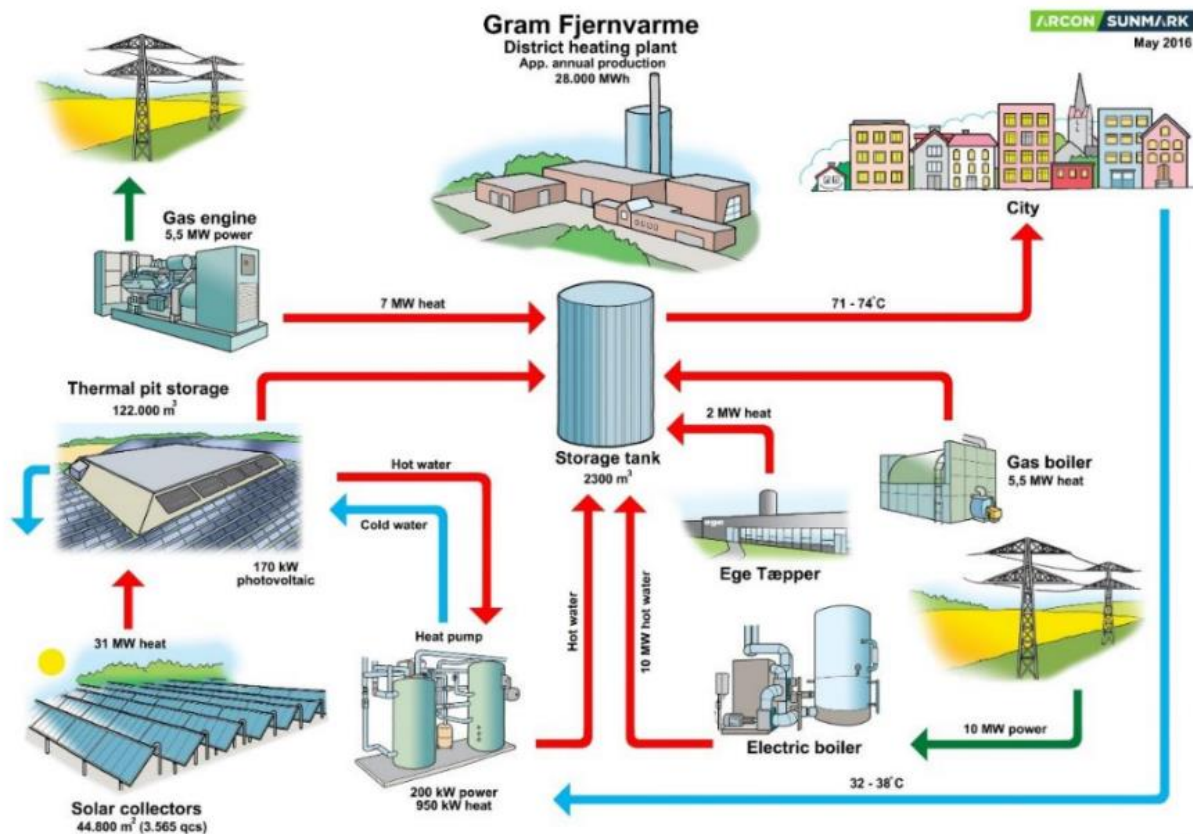 Gram Fjernvarme
District heating plant
App. annual production
28.000 MWh
ARCON SUNMARK
May 2016
Gas engine
5,5 MW power
City
7 MW heat
71 - 74°C
Thermal pit storage
122.000 m³
2 MW heat
Storage tank
2300 m³
Gas boiler
5,5 MW heat
Hot water
Cold water
ege
Ege Tæpper
170 kW
photovoltaic
31 MW heat
Heat pump
Hot water
10 MW hot water
Electric boiler
10 MW power
32 - 38°C
200 kW power
950 kW heat
Solar collectors
44.800 m² (3.565 qcs)